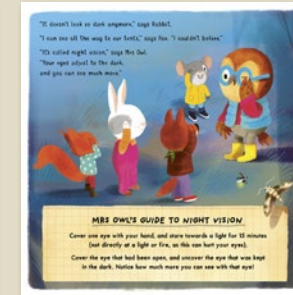 "It doesn't look so dark anymore," says Rabbit.
"I can see all the way to our tents," says Fox. "I couldn't before."
"It's called night vision," says Mrs Owl.
"Your eyes adjust to the dark,
and you can see much more."
MRS OWL'S GUIDE TO NIGHT VISION
Cover one eye with your hand, and stare towards a light for 15 minutes
(not directly at a light or fire, as this can hurt your eyes).
Cover the eye that had been open, and uncover the eye that was kept
in the dark. Notice how much more you can see with that eye!